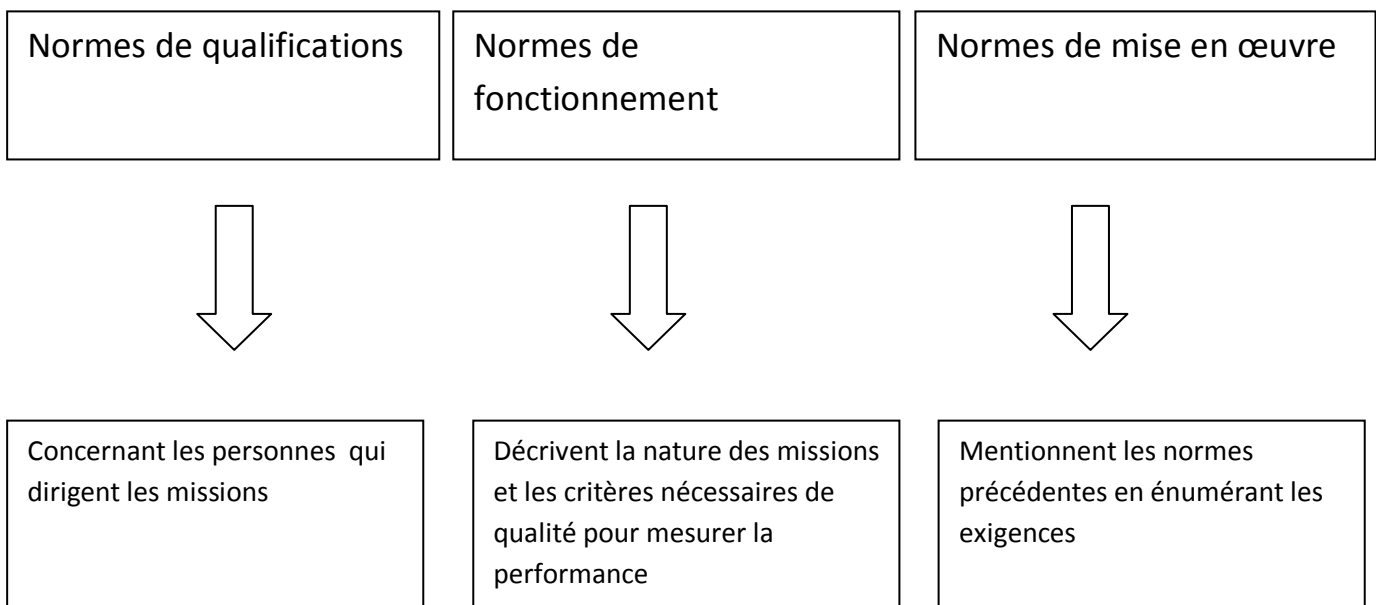 Normes de qualifications
Normes de
fonctionnement
Normes de mise en œuvre
Concernant les personnes qui
dirigent les missions
Décrivent la nature des missions
et les critères nécessaires de
qualité pour mesurer la
performance
Mentionnent les normes
précédentes en énumérant les
exigences